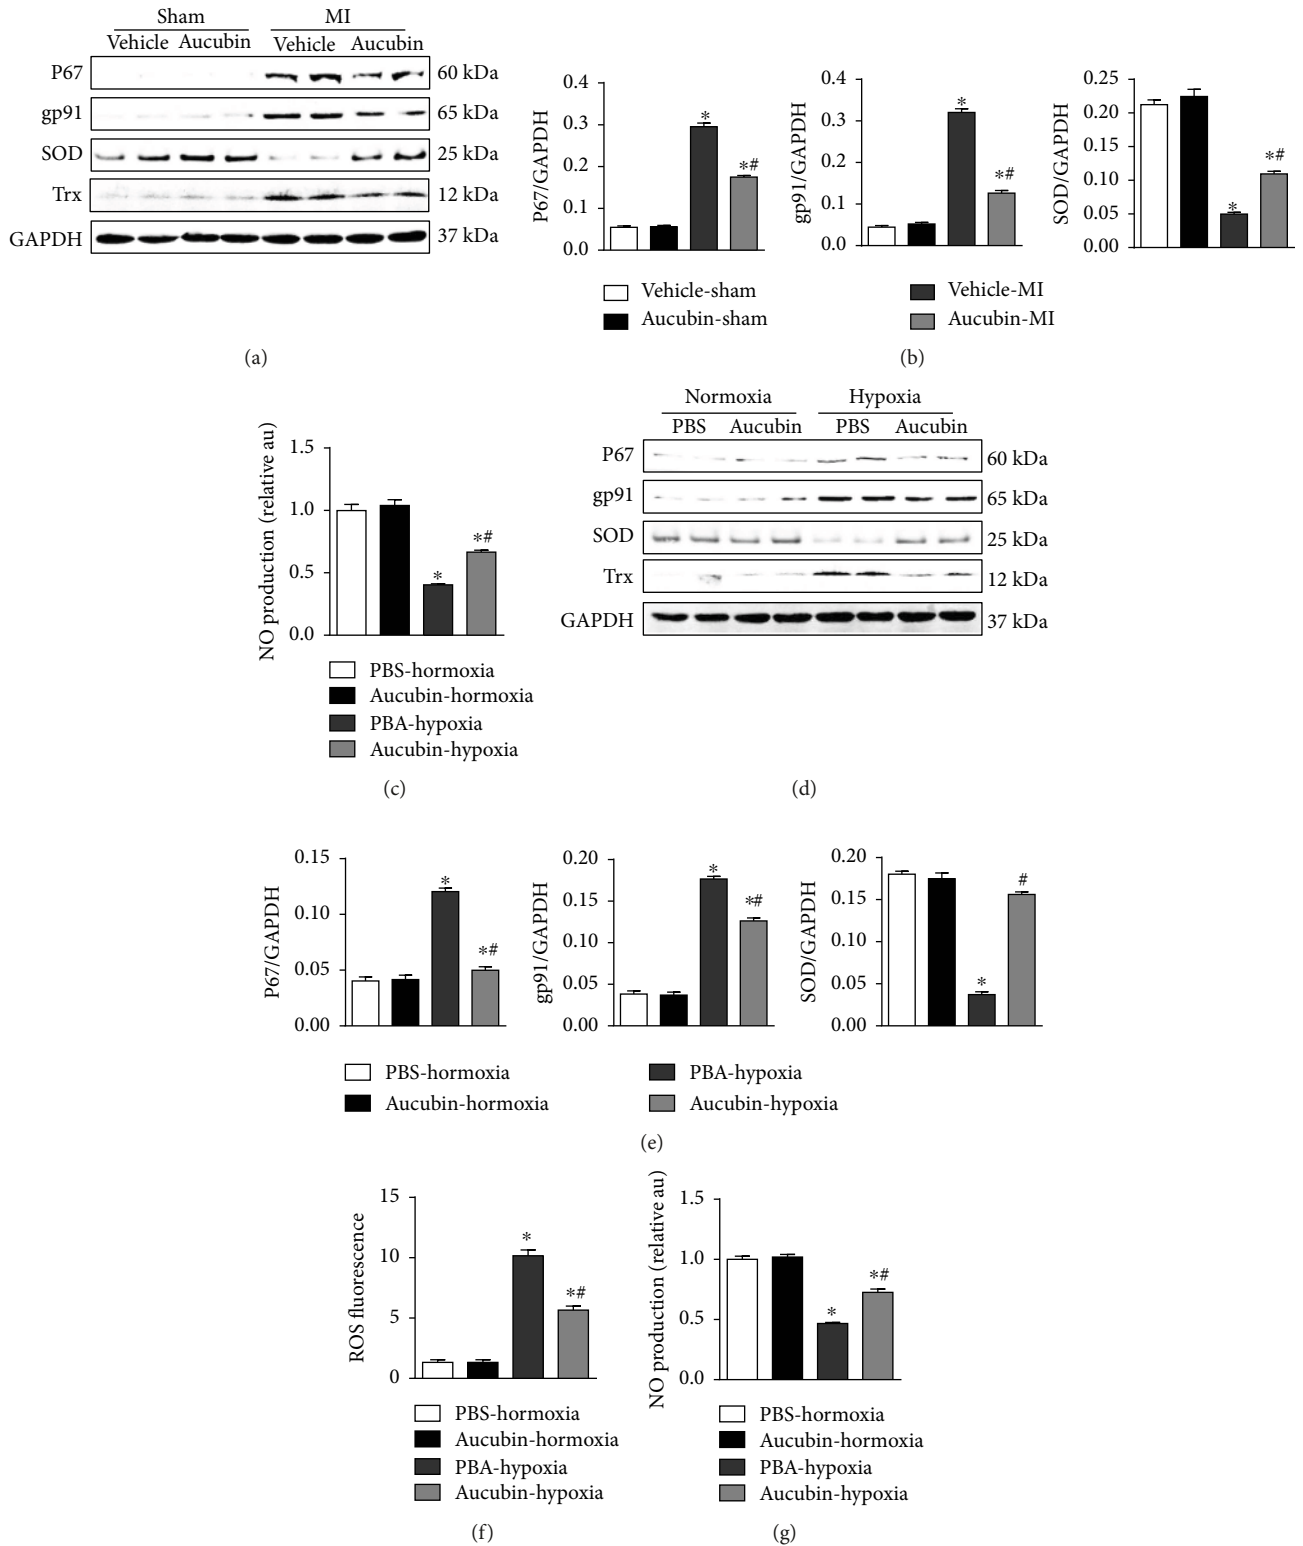 Sham MI
Vehicle Aucubin Vehicle Aucubin
P67 60 kDa
gp91 65 kDa
SOD 25 kDa
Trx 12 kDa
GAPDH 37 kDa
(a)
P67/GAPDH
0.4
0.3
0.2
0.1
0.0
*
*#
gp91/GAPDH
0.4
0.3
0.2
0.1
0.0
*
*#
SOD/GAPDH
0.25
0.20
0.15
0.10
0.05
0.00
*
*#
Vehicle-sham
Aucubin-sham
Vehicle-MI
Aucubin-MI
(b)
NO production (relative au)
1.5
1.0
0.5
0.0
*
*#
PBS-hormoxia
Aucubin-hormoxia
PBA-hypoxia
Aucubin-hypoxia
(c)
Normoxia Hypoxia
PBS Aucubin PBS Aucubin
P67 60 kDa
gp91 65 kDa
SOD 25 kDa
Trx 12 kDa
GAPDH 37 kDa
(d)
P67/GAPDH
0.15
0.10
0.05
0.00
*
*#
gp91/GAPDH
0.20
0.15
0.10
0.05
0.00
*
*#
SOD/GAPDH
0.20
0.15
0.10
0.05
0.00
*
#
PBS-hormoxia
Aucubin-hormoxia
PBA-hypoxia
Aucubin-hypoxia
(e)
ROS fluorescence
15
10
5
0
*
*#
PBS-hormoxia
Aucubin-hormoxia
PBA-hypoxia
Aucubin-hypoxia
(f)
NO production (relative au)
1.5
1.0
0.5
0.0
*
*#
PBS-hormoxia
Aucubin-hormoxia
PBA-hypoxia
Aucubin-hypoxia
(g)